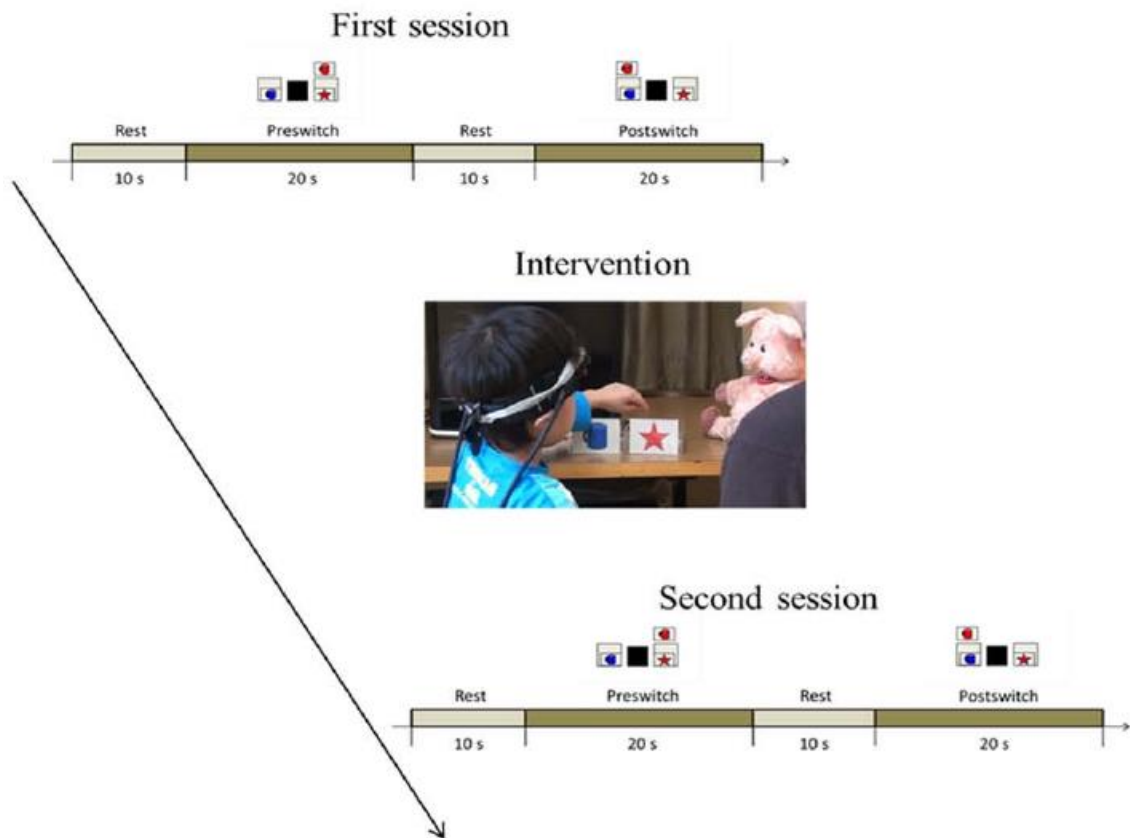 First session
Rest Preswitch Rest Postswitch
10 s 20 s 10 s 20 s
Intervention
Second session
Rest Preswitch Rest Postswitch
10 s 20 s 10 s 20 s